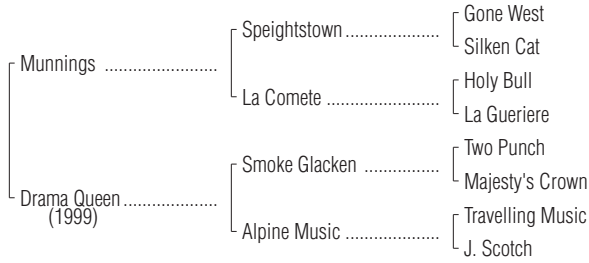 Gone West
Speightstown ....................
Silken Cat
Munnings ........................
Holy Bull
La Comete ........................
La Gueriere
Two Punch
Smoke Glacken ................
Majesty's Crown
Drama Queen ....................
(1999)
Travelling Music
Alpine Music ....................
J. Scotch